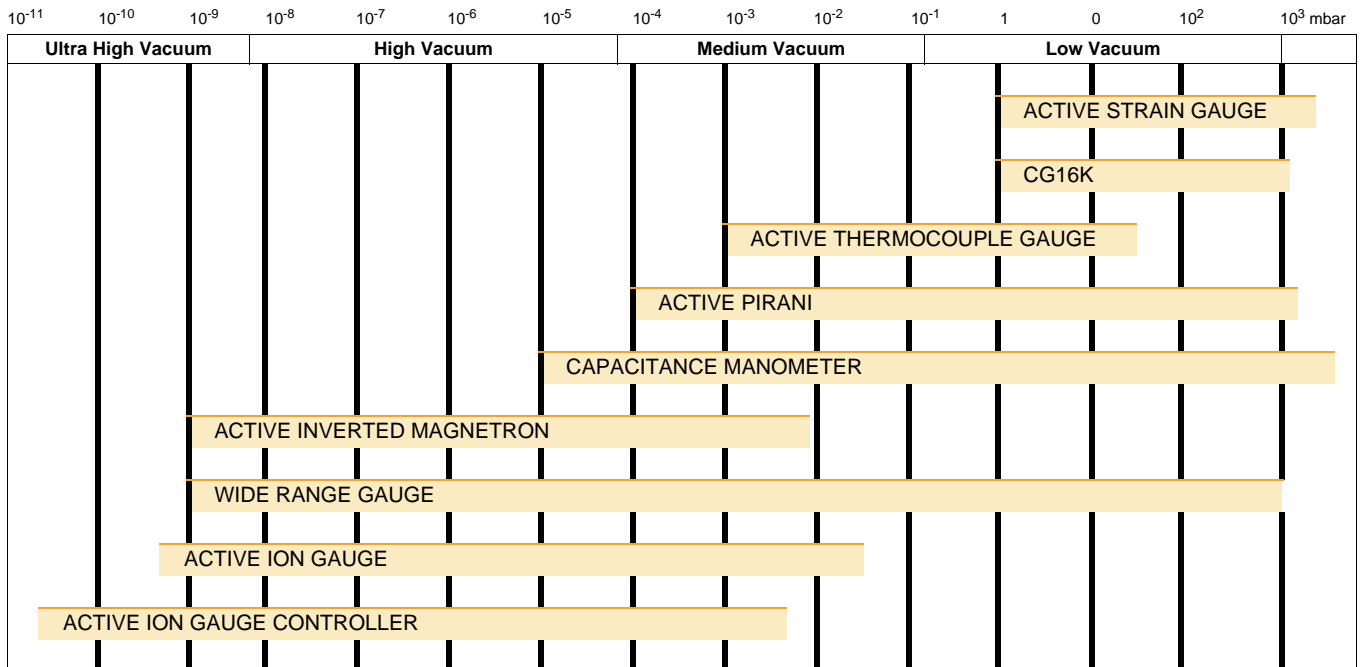 10⁻¹¹ 10⁻¹⁰ 10⁻⁹ 10⁻⁸ 10⁻⁷ 10⁻⁶ 10⁻⁵ 10⁻⁴ 10⁻³ 10⁻² 10⁻¹ 1 0 10² 10³ mbar
Ultra High Vacuum High Vacuum Medium Vacuum Low Vacuum
ACTIVE STRAIN GAUGE
CG16K
ACTIVE THERMOCOUPLE GAUGE
ACTIVE PIRANI
CAPACITANCE MANOMETER
ACTIVE INVERTED MAGNETRON
WIDE RANGE GAUGE
ACTIVE ION GAUGE
ACTIVE ION GAUGE CONTROLLER